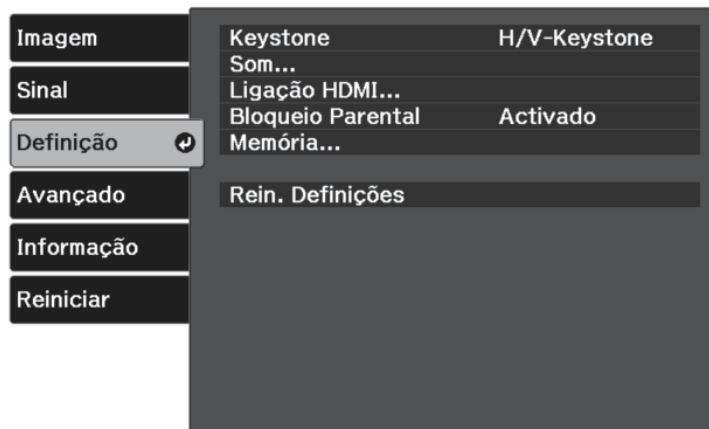 Imagem
Sinal
Definição
Avançado
Informação
Reiniciar
Keystone H/V-Keystone
Som...
Ligação HDMI...
Bloqueio Parental Activado
Memória...
Rein. Definições